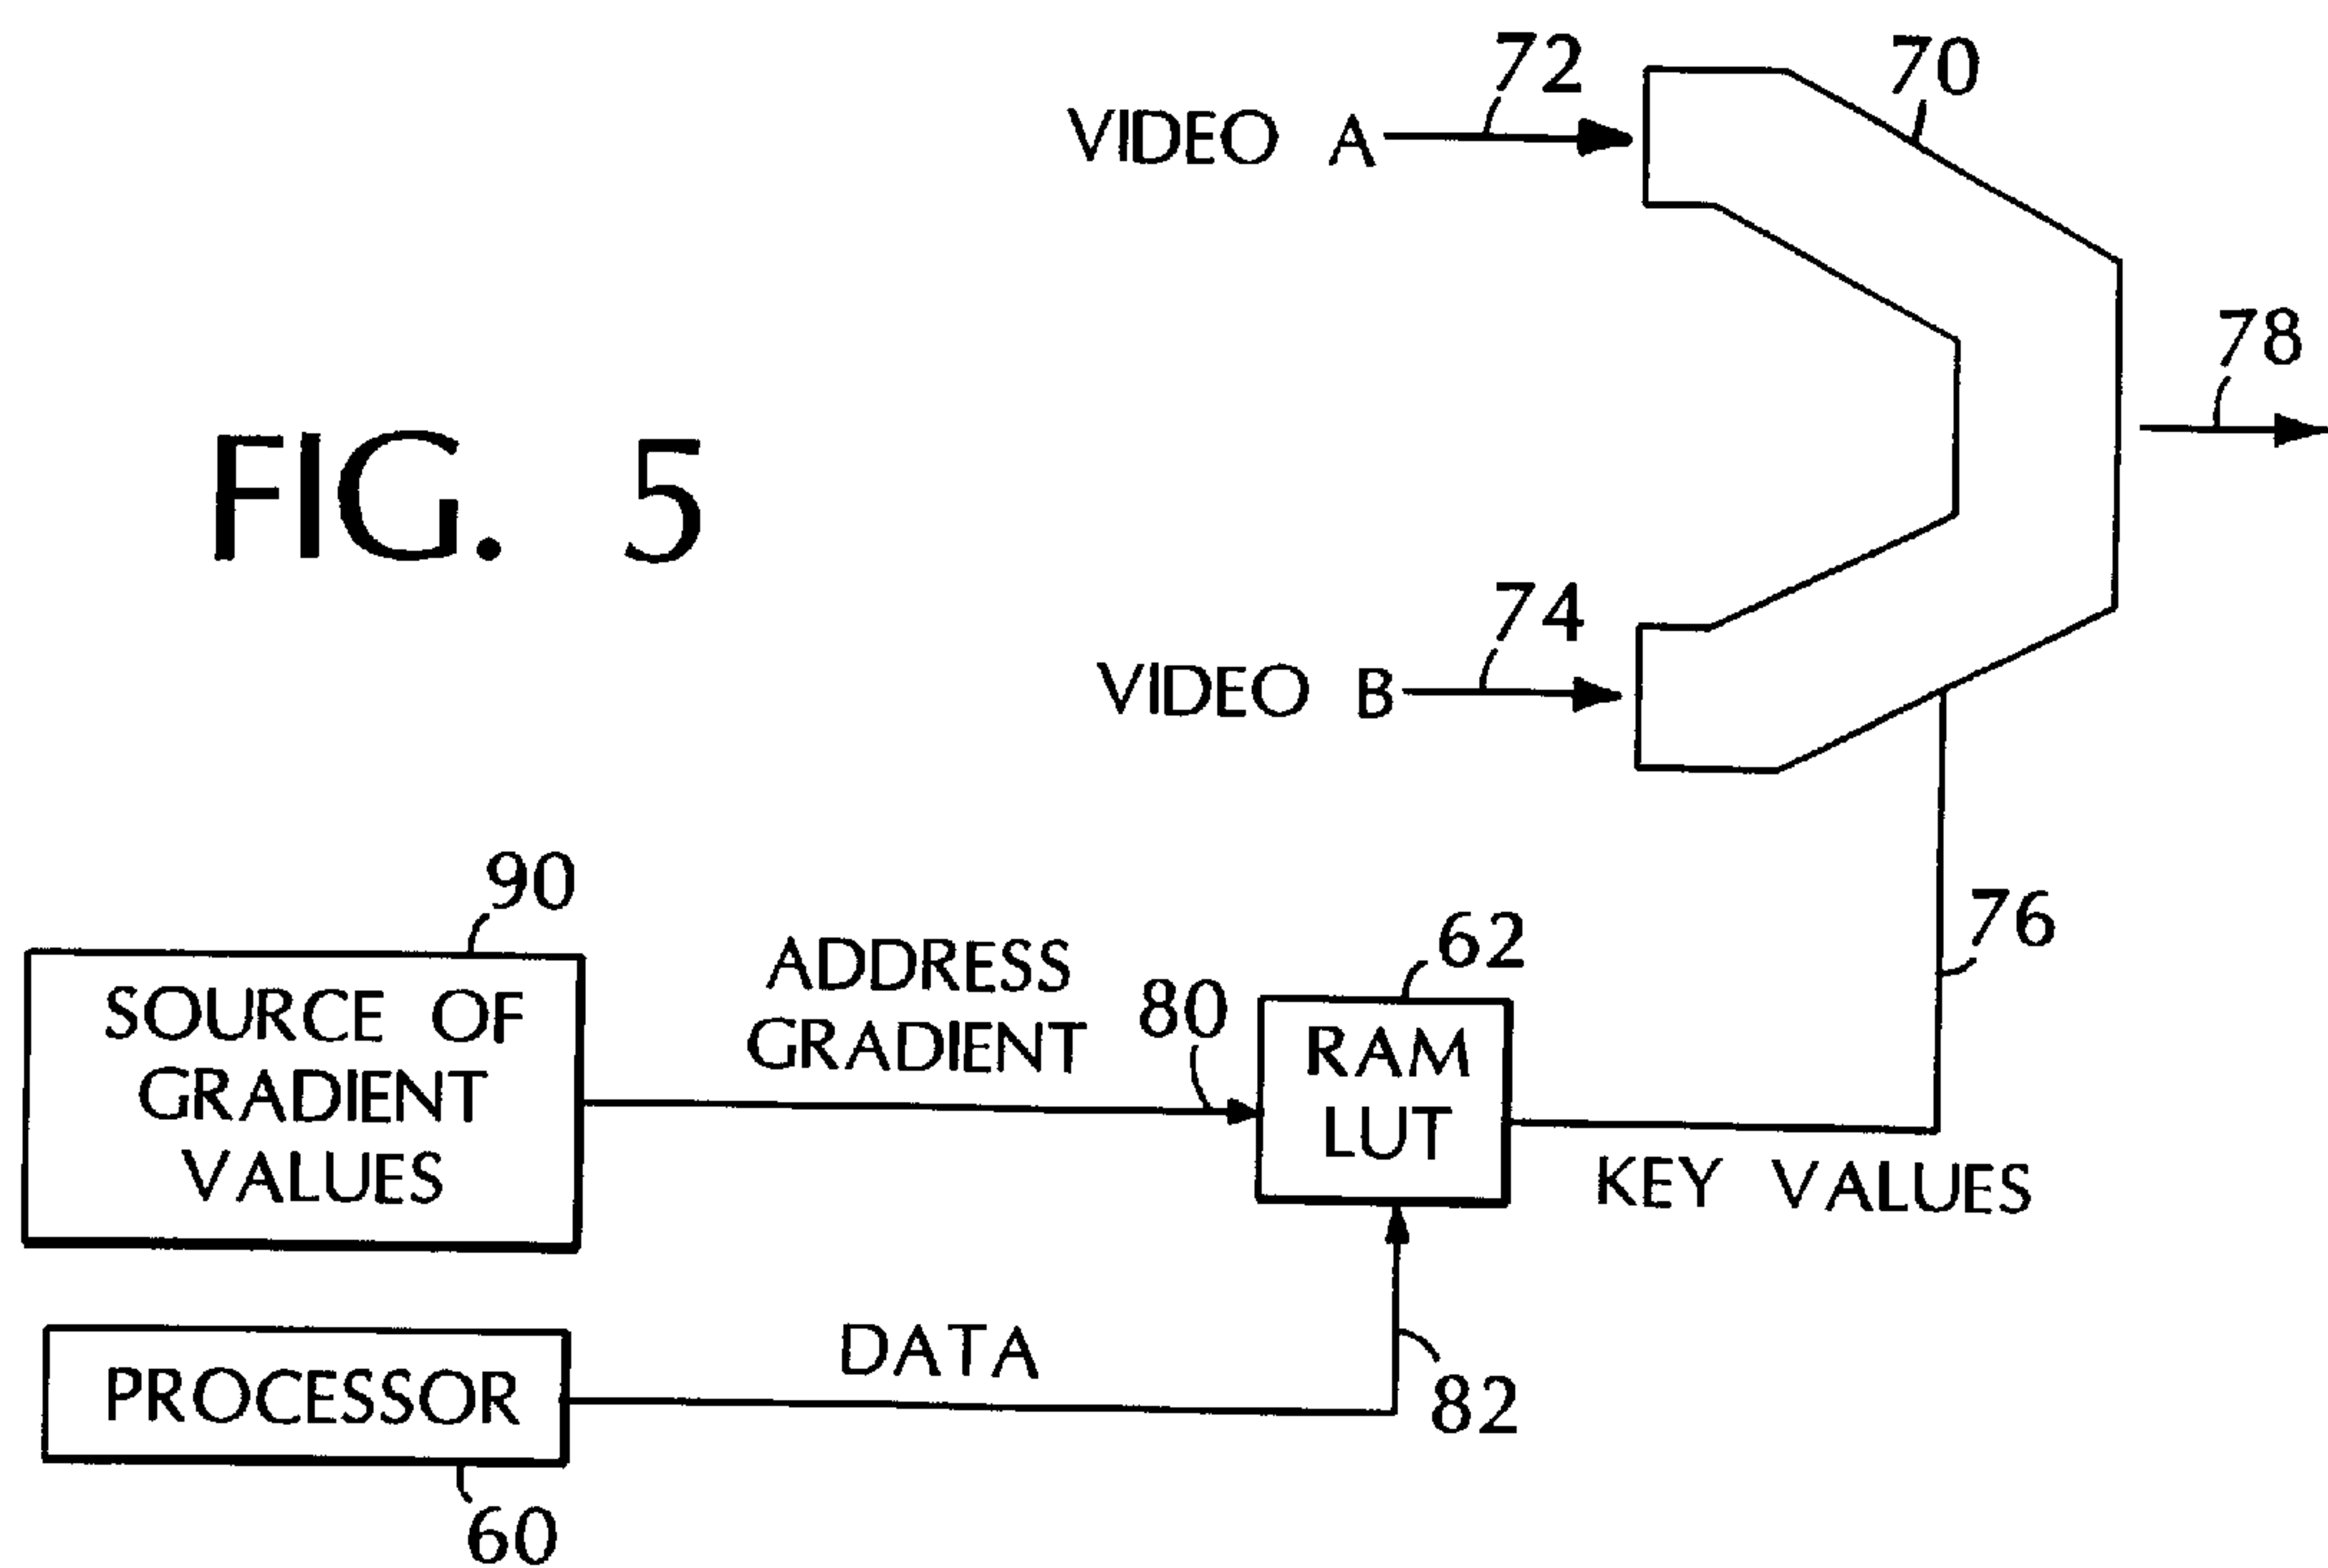 72
70
VIDEO A
78
FIG. 5
74
VIDEO B
90
76
62
ADDRESS
GRADIENT
80
SOURCE OF
GRADIENT
VALUES
RAM
LUT
KEY VALUES
DATA
82
PROCESSOR
60